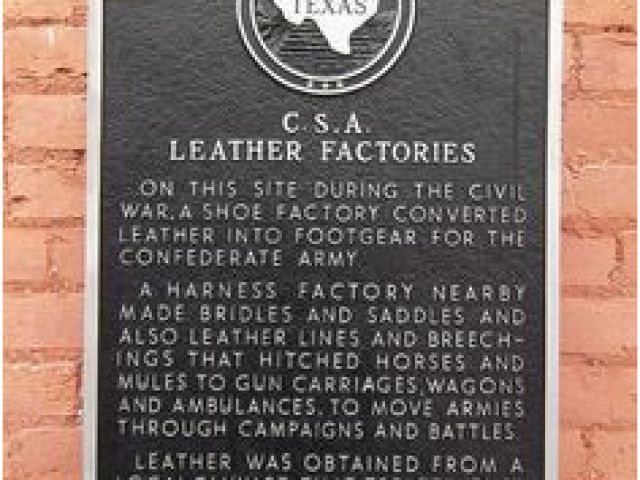 TEXAS
C.S.A.
LEATHER FACTORIES
ON THIS SITE DURING THE CIVIL
WAR, A SHOE FACTORY CONVERTED
LEATHER INTO FOOTGEAR FOR THE
CONFEDERATE ARMY.
A HARNESS FACTORY NEARBY
MADE BRIDLES AND SADDLES AND
ALSO LEATHER LINES AND BREECH-
INGS THAT HITCHED HORSES AND
MULES TO GUN CARRIAGES, WAGONS
AND AMBULANCES, TO MOVE ARMIES
THROUGH CAMPAIGNS AND BATTLES.
LEATHER WAS OBTAINED FROM A